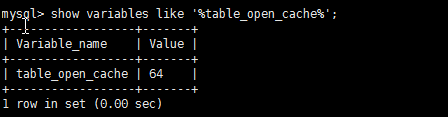 mysql> show variables like '%table_open_cache%';
+------------------+-------+
| Variable_name    | Value |
+------------------+-------+
| table_open_cache | 64    |
+------------------+-------+
1 row in set (0.00 sec)